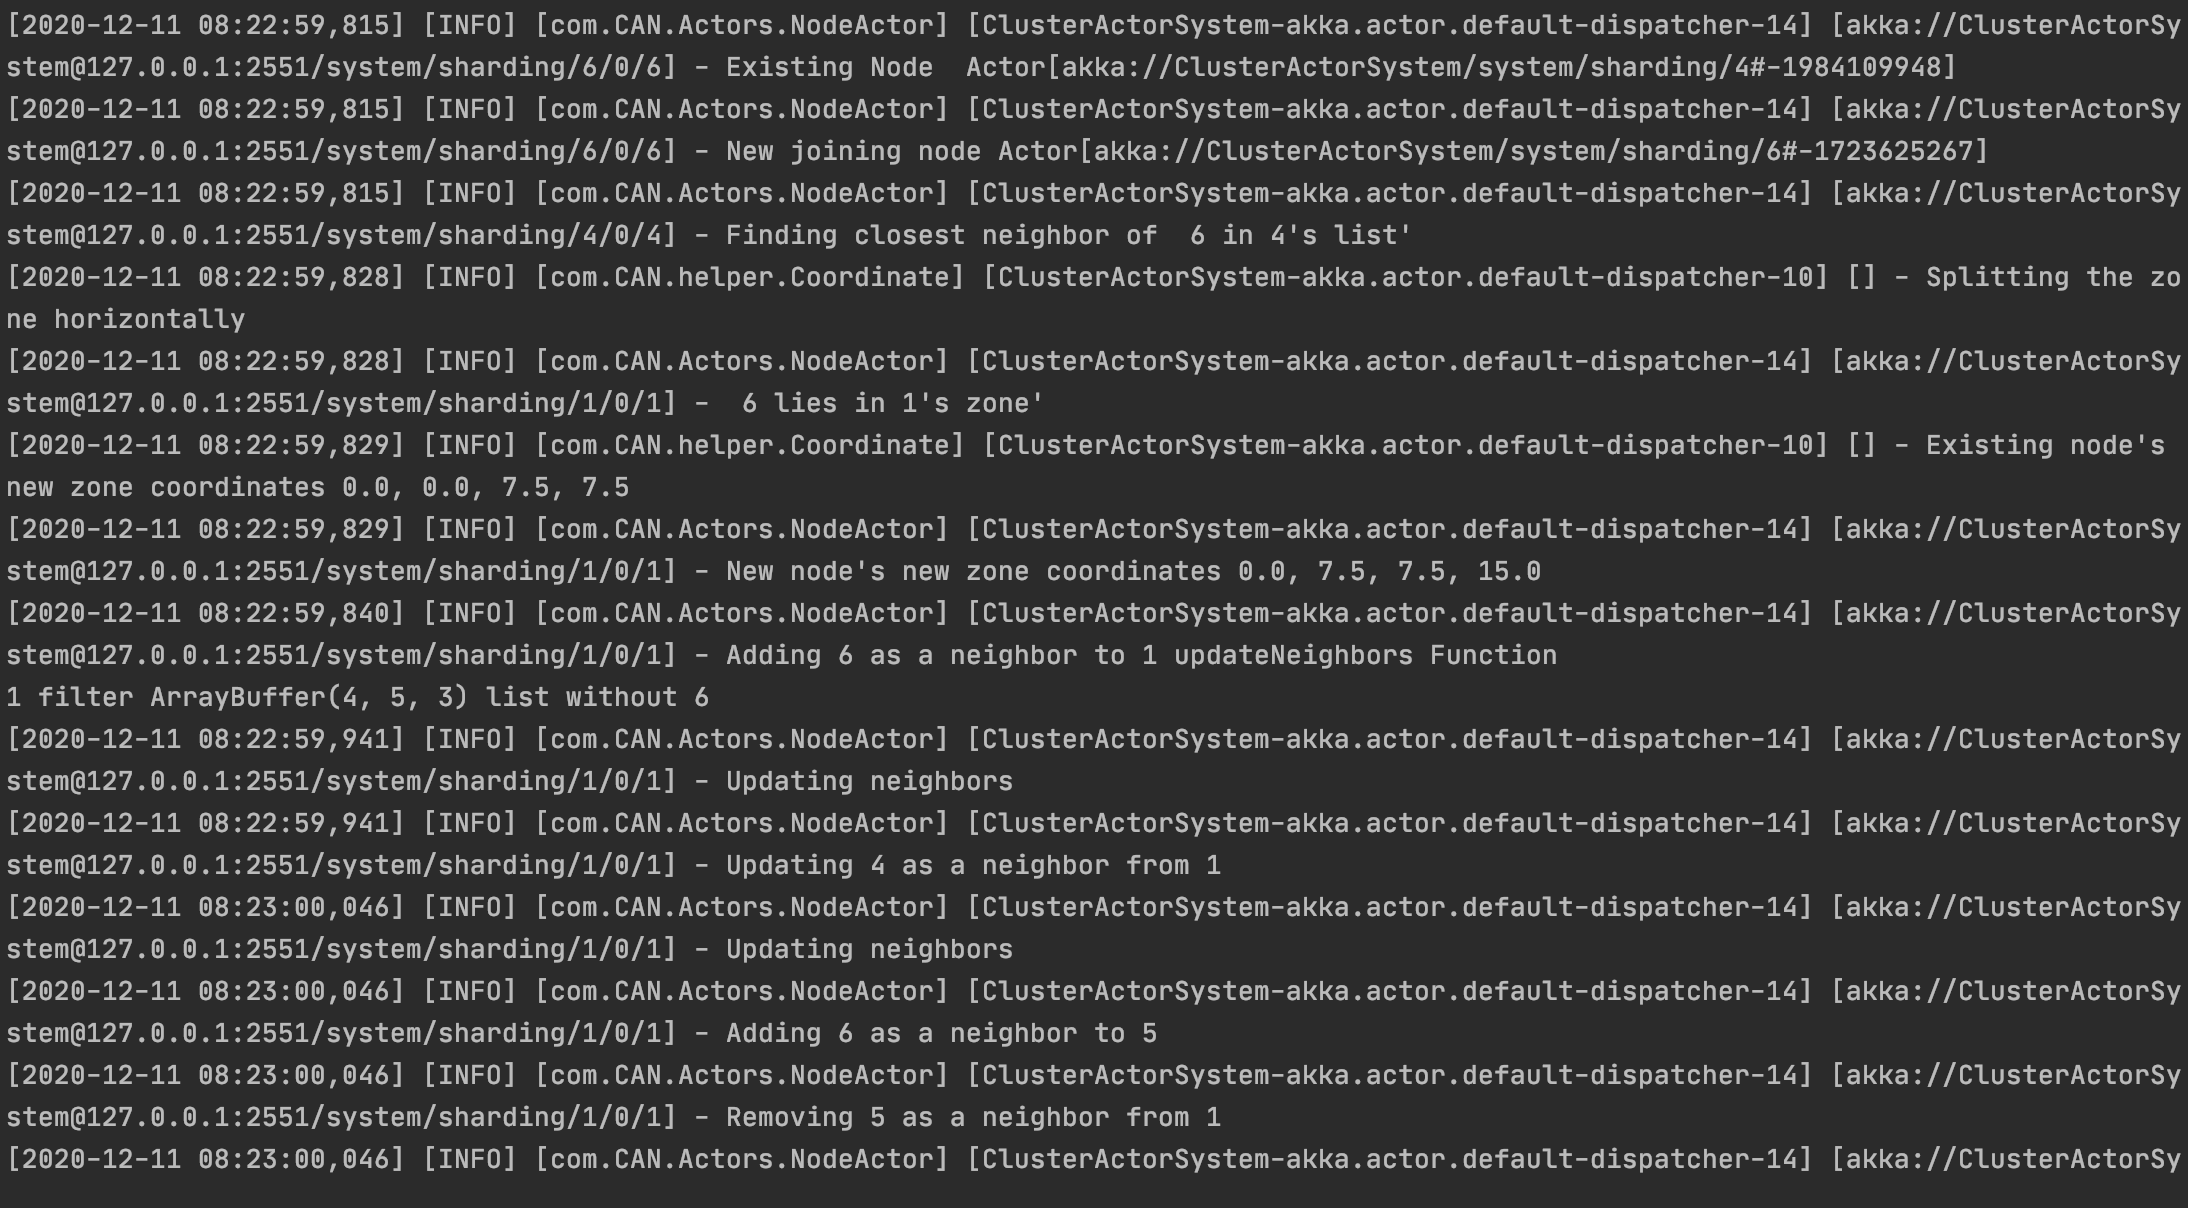 [2020-12-11 08:22:59,815] [INFO] [com.CAN.Actors.NodeActor] [ClusterActorSystem-akka.actor.default-dispatcher-14] [akka://ClusterActorSy
stem@127.0.0.1:2551/system/sharding/6/0/6] - Existing Node  Actor[akka://ClusterActorSystem/system/sharding/4#-1984109948]
[2020-12-11 08:22:59,815] [INFO] [com.CAN.Actors.NodeActor] [ClusterActorSystem-akka.actor.default-dispatcher-14] [akka://ClusterActorSy
stem@127.0.0.1:2551/system/sharding/6/0/6] - New joining node Actor[akka://ClusterActorSystem/system/sharding/6#-1723625267]
[2020-12-11 08:22:59,815] [INFO] [com.CAN.Actors.NodeActor] [ClusterActorSystem-akka.actor.default-dispatcher-14] [akka://ClusterActorSy
stem@127.0.0.1:2551/system/sharding/4/0/4] - Finding closest neighbor of  6 in 4's list'
[2020-12-11 08:22:59,828] [INFO] [com.CAN.helper.Coordinate] [ClusterActorSystem-akka.actor.default-dispatcher-10] [] - Splitting the zo
ne horizontally
[2020-12-11 08:22:59,828] [INFO] [com.CAN.Actors.NodeActor] [ClusterActorSystem-akka.actor.default-dispatcher-14] [akka://ClusterActorSy
stem@127.0.0.1:2551/system/sharding/1/0/1] -  6 lies in 1's zone'
[2020-12-11 08:22:59,829] [INFO] [com.CAN.helper.Coordinate] [ClusterActorSystem-akka.actor.default-dispatcher-10] [] - Existing node's
new zone coordinates 0.0, 0.0, 7.5, 7.5
[2020-12-11 08:22:59,829] [INFO] [com.CAN.Actors.NodeActor] [ClusterActorSystem-akka.actor.default-dispatcher-14] [akka://ClusterActorSy
stem@127.0.0.1:2551/system/sharding/1/0/1] - New node's new zone coordinates 0.0, 7.5, 7.5, 15.0
[2020-12-11 08:22:59,840] [INFO] [com.CAN.Actors.NodeActor] [ClusterActorSystem-akka.actor.default-dispatcher-14] [akka://ClusterActorSy
stem@127.0.0.1:2551/system/sharding/1/0/1] - Adding 6 as a neighbor to 1 updateNeighbors Function
1 filter ArrayBuffer(4, 5, 3) list without 6
[2020-12-11 08:22:59,941] [INFO] [com.CAN.Actors.NodeActor] [ClusterActorSystem-akka.actor.default-dispatcher-14] [akka://ClusterActorSy
stem@127.0.0.1:2551/system/sharding/1/0/1] - Updating neighbors
[2020-12-11 08:22:59,941] [INFO] [com.CAN.Actors.NodeActor] [ClusterActorSystem-akka.actor.default-dispatcher-14] [akka://ClusterActorSy
stem@127.0.0.1:2551/system/sharding/1/0/1] - Updating 4 as a neighbor from 1
[2020-12-11 08:23:00,046] [INFO] [com.CAN.Actors.NodeActor] [ClusterActorSystem-akka.actor.default-dispatcher-14] [akka://ClusterActorSy
stem@127.0.0.1:2551/system/sharding/1/0/1] - Updating neighbors
[2020-12-11 08:23:00,046] [INFO] [com.CAN.Actors.NodeActor] [ClusterActorSystem-akka.actor.default-dispatcher-14] [akka://ClusterActorSy
stem@127.0.0.1:2551/system/sharding/1/0/1] - Adding 6 as a neighbor to 5
[2020-12-11 08:23:00,046] [INFO] [com.CAN.Actors.NodeActor] [ClusterActorSystem-akka.actor.default-dispatcher-14] [akka://ClusterActorSy
stem@127.0.0.1:2551/system/sharding/1/0/1] - Removing 5 as a neighbor from 1
[2020-12-11 08:23:00,046] [INFO] [com.CAN.Actors.NodeActor] [ClusterActorSystem-akka.actor.default-dispatcher-14] [akka://ClusterActorSy